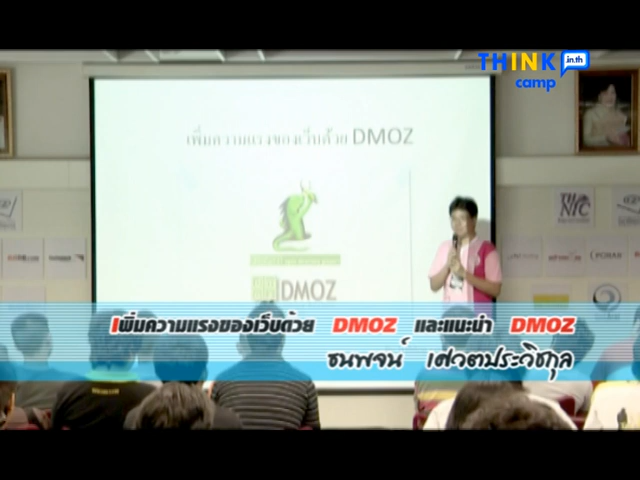 THINK
.in.th
camp
เพิ่มความแรงของเว็บด้วย DMOZ
DMOZ
NFC
เพิ่มความแรงของเว็บด้วย DMOZ และแนะนำ DMOZ
ชนพจน์ เศวตประวิชกุล